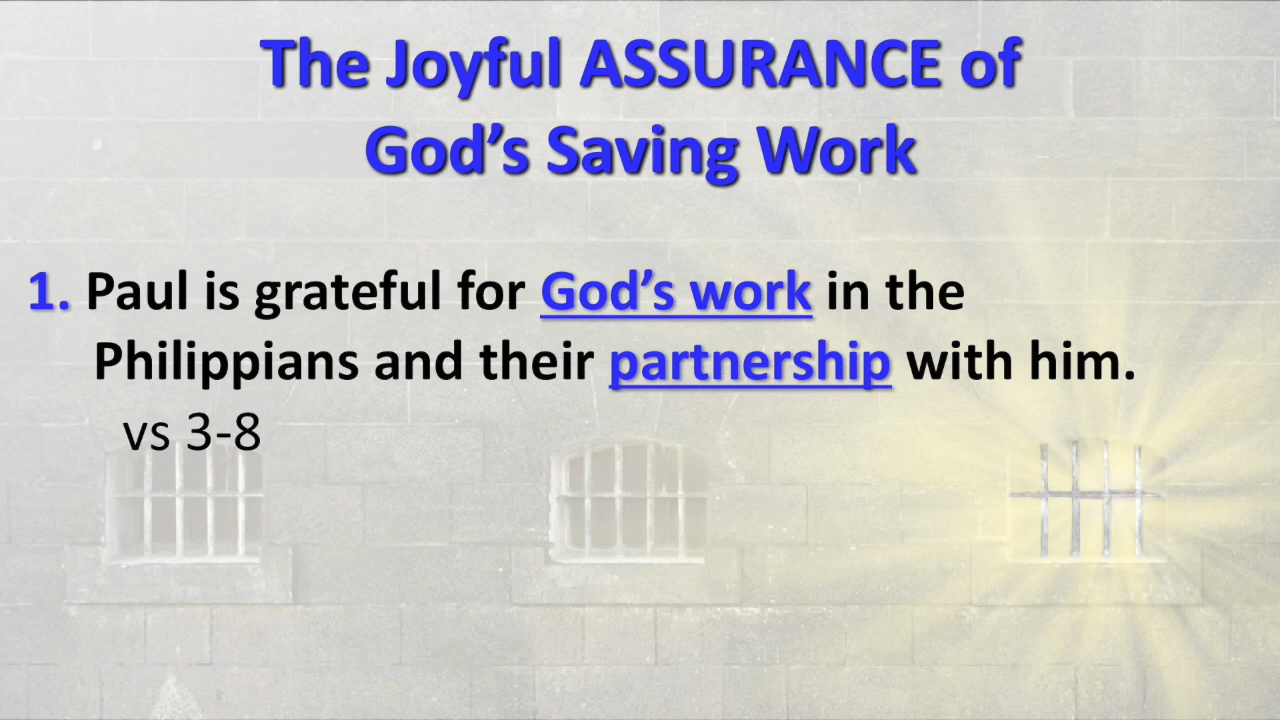 The Joyful ASSURANCE of
God’s Saving Work
1. Paul is grateful for God’s work in the
Philippians and their partnership with him.
vs 3-8